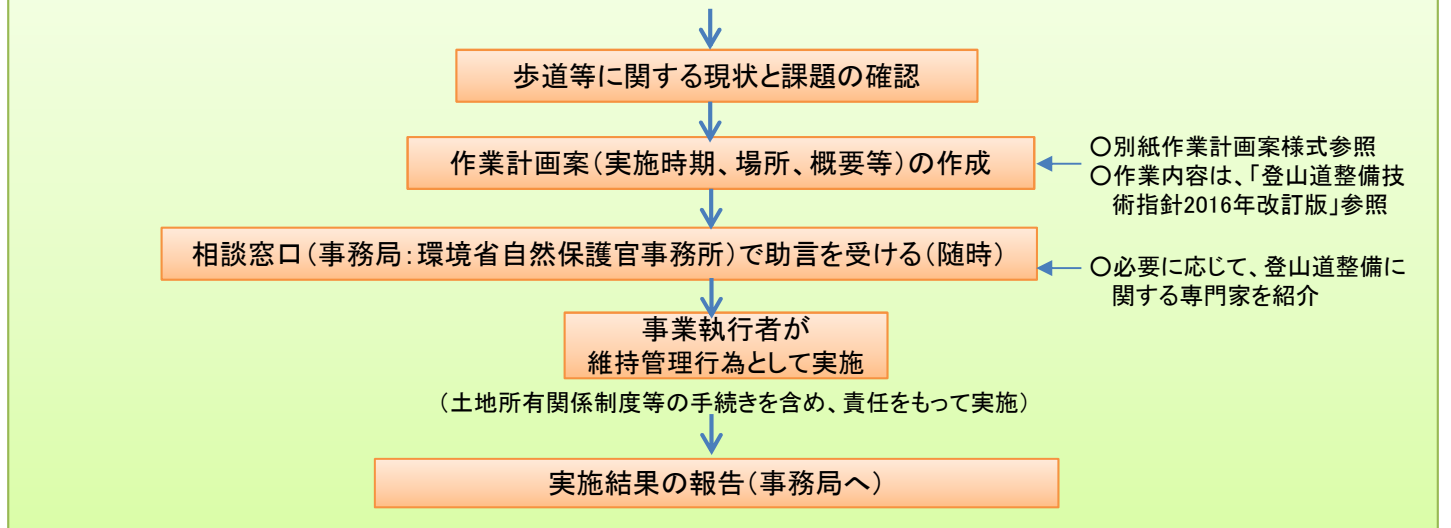 歩道等に関する現状と課題の確認
作業計画案（実施時期、場所、概要等）の作成
〇別紙作業計画案様式参照
〇作業内容は、「登山道整備技
術指針2016年改訂版」参照
相談窓口（事務局：環境省自然保護官事務所）で助言を受ける（随時）
〇必要に応じて、登山道整備に
関する専門家を紹介
事業執行者が
維持管理行為として実施
（土地所有関係制度等の手続きを含め、責任をもって実施）
実施結果の報告（事務局へ）